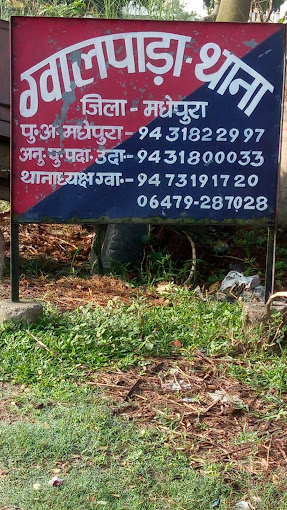 ग्वालपाड़ा-थाना
जिला - मधेपुरा
पु॰अ॰मधेपुरा - 9431822997
अनु॰पु॰पदा॰उदा॰ - 9431800033
थानाध्यक्ष ग्वा॰ - 9473191720
06479-287028